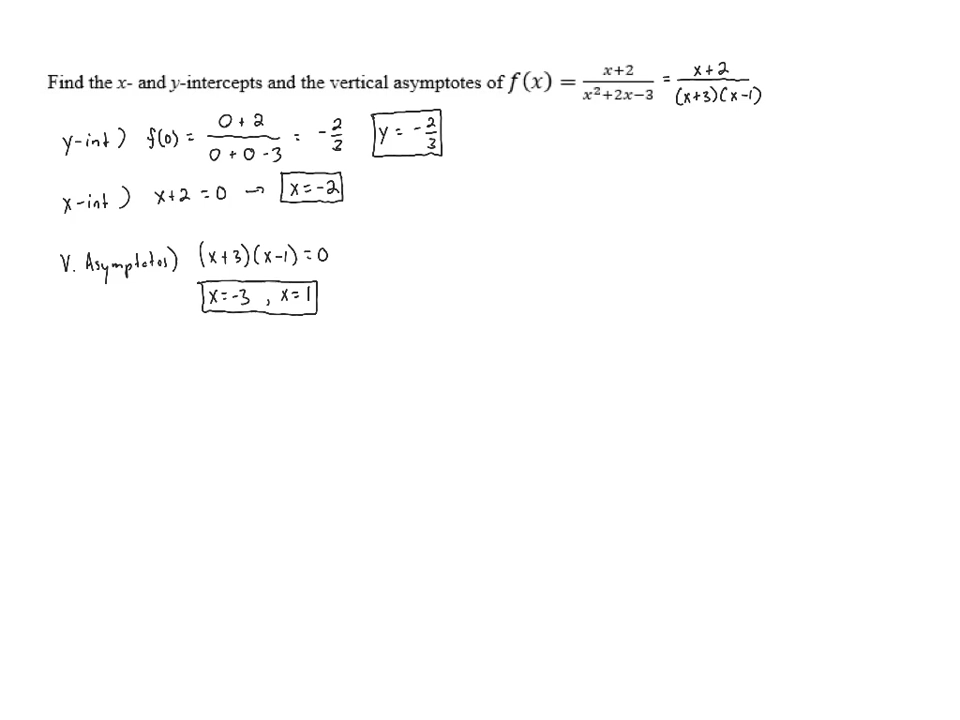 Find the x- and y-intercepts and the vertical asymptotes of f(x) = (x+2)/(x²+2x−3) = (x+2)/((x+3)(x-1))
y-int) f(0) = (0+2)/(0+0-3) = -2/3 y = -2/3
x-int) x+2 = 0 → x = -2
V. Asymptotes) (x+3)(x-1) = 0
x = -3 , x = 1